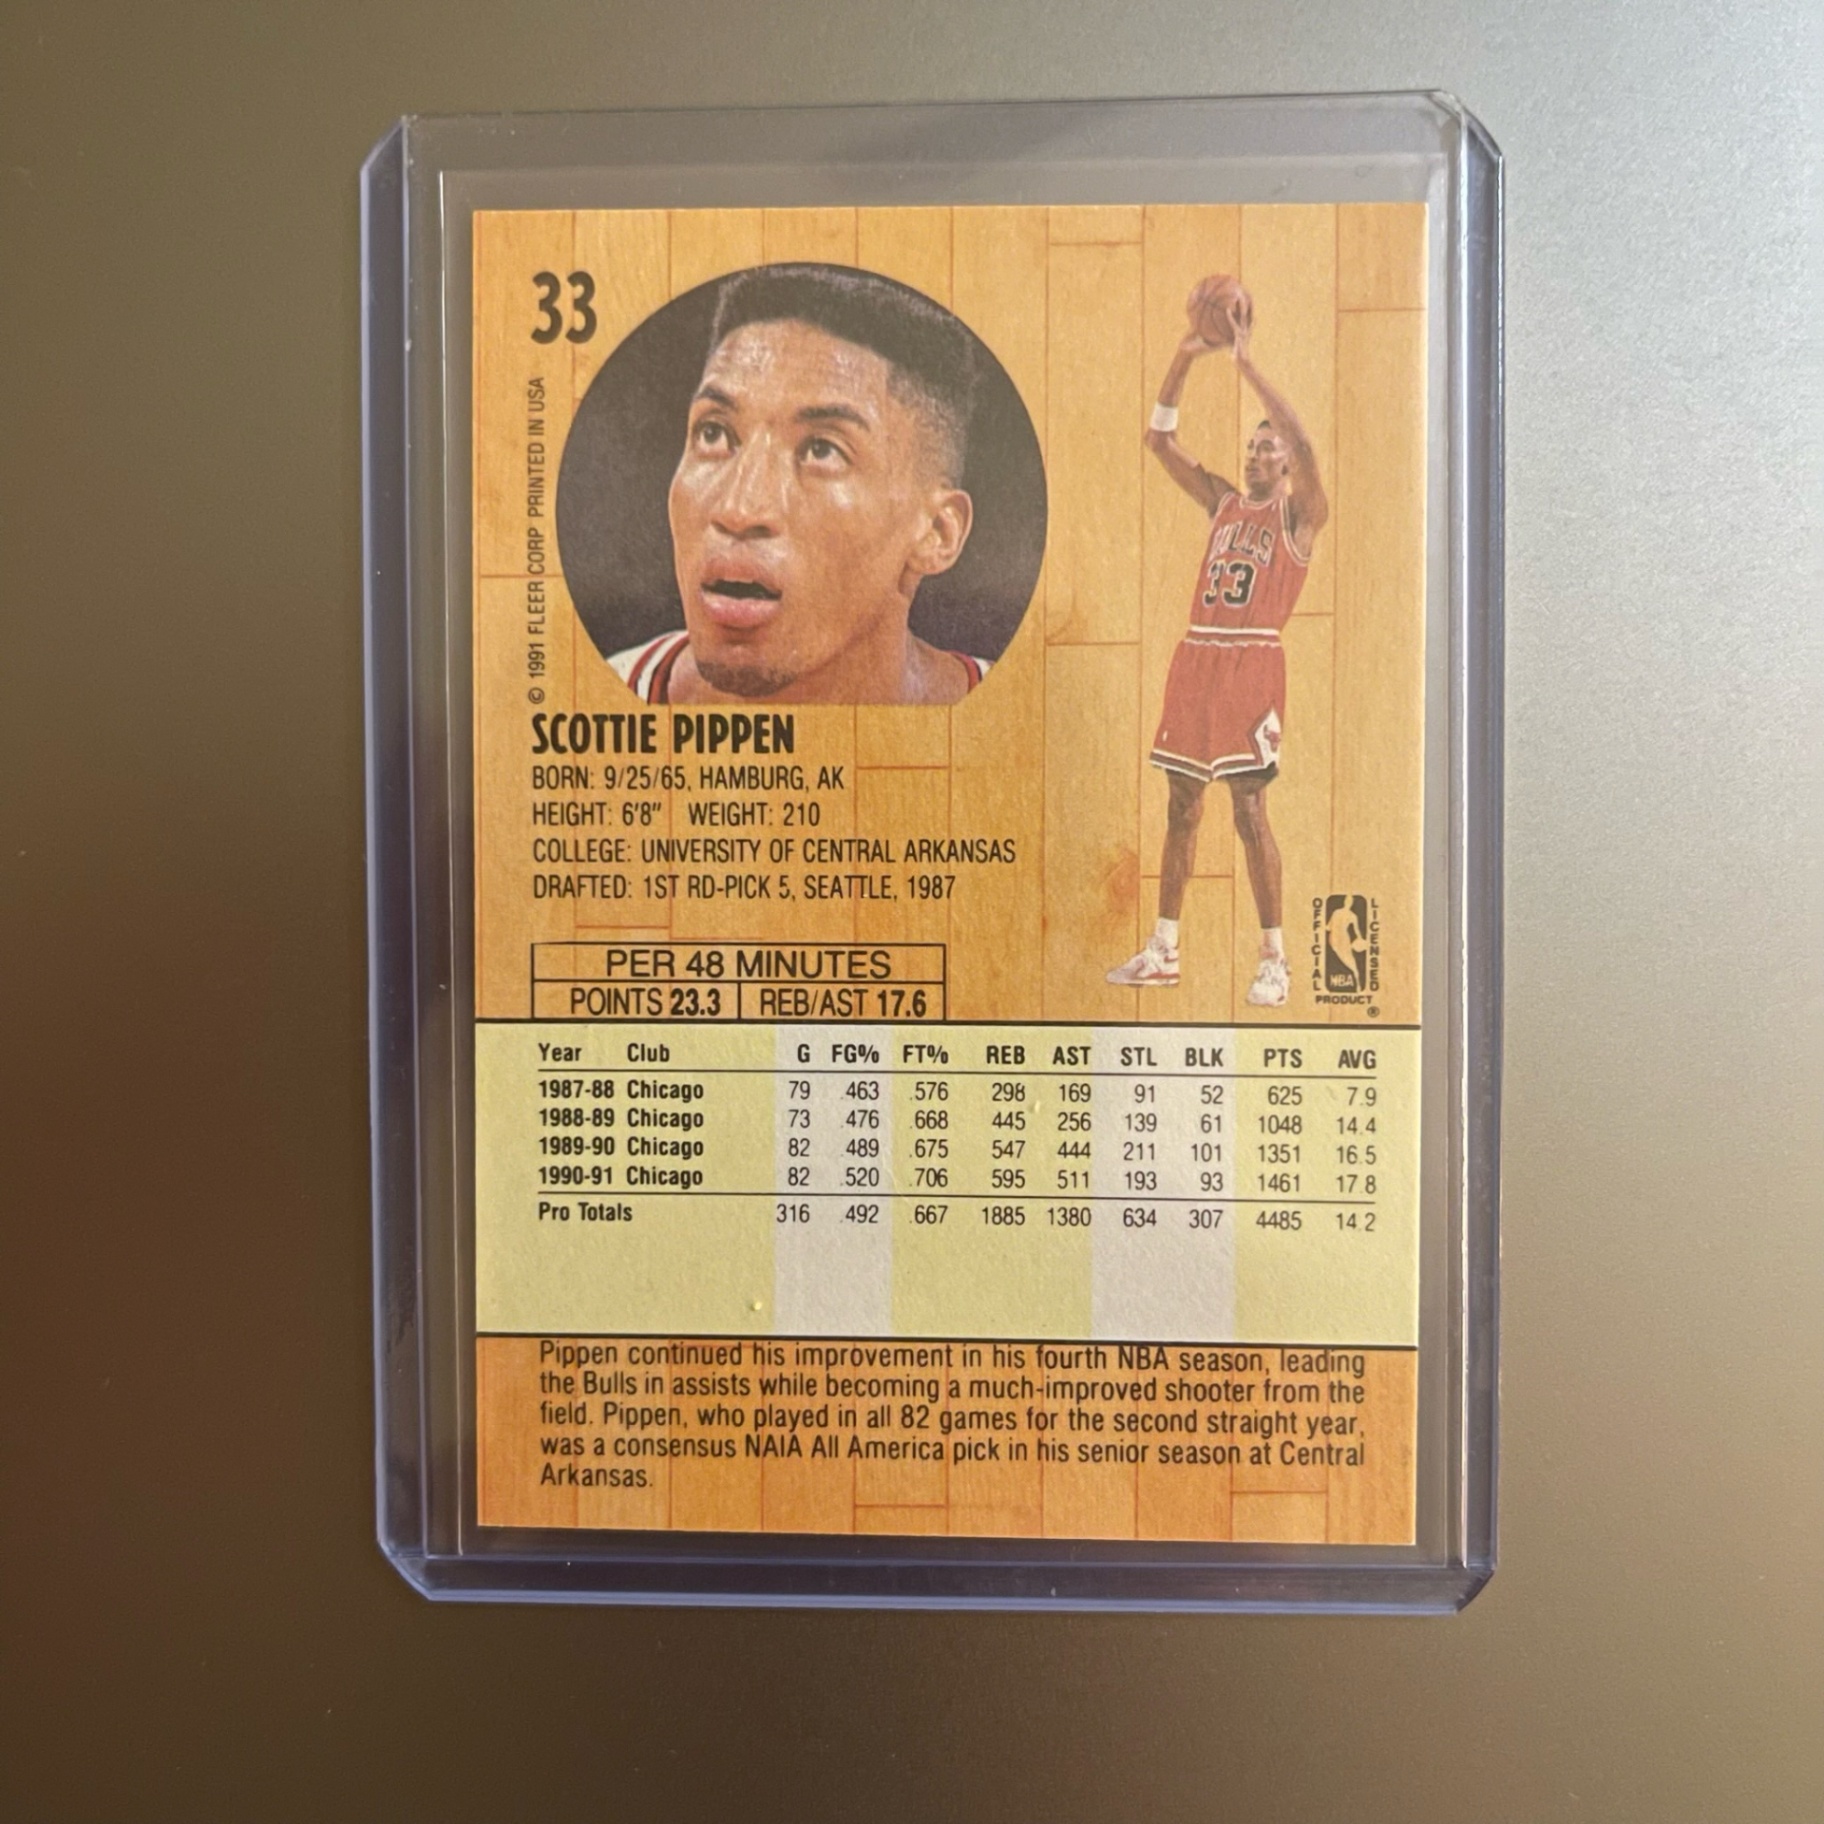 33
© 1991 FLEER CORP PRINTED IN USA
BULLS
33
SCOTTIE PIPPEN
BORN: 9/25/65, HAMBURG, AK
HEIGHT: 6'8" WEIGHT: 210
COLLEGE: UNIVERSITY OF CENTRAL ARKANSAS
DRAFTED: 1ST RD-PICK 5, SEATTLE, 1987
OFFICIAL LICENSED
NBA
PRODUCT ®
PER 48 MINUTES
POINTS 23.3 REB/AST 17.6
Year Club G FG% FT% REB AST STL BLK PTS AVG
1987-88 Chicago 79 .463 .576 298 169 91 52 625 7.9
1988-89 Chicago 73 .476 .668 445 256 139 61 1048 14.4
1989-90 Chicago 82 .489 .675 547 444 211 101 1351 16.5
1990-91 Chicago 82 .520 .706 595 511 193 93 1461 17.8
Pro Totals 316 .492 .667 1885 1380 634 307 4485 14.2
Pippen continued his improvement in his fourth NBA season, leading
the Bulls in assists while becoming a much-improved shooter from the
field. Pippen, who played in all 82 games for the second straight year,
was a consensus NAIA All America pick in his senior season at Central
Arkansas.